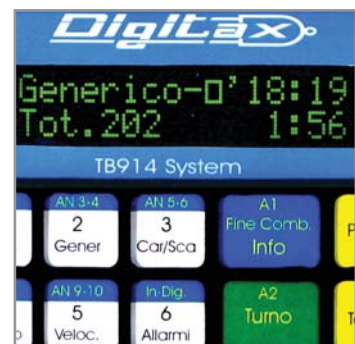 Digitax
Generico-□'18:19
Tot.202 1:56
TB914 System
AN 3-4 AN 5-6 A1
2 3 Fine Comb.
Gener Car/Sca Info
AN 9-10 In-Dig. A2
5 6 Turno
Veloc. Allarmi